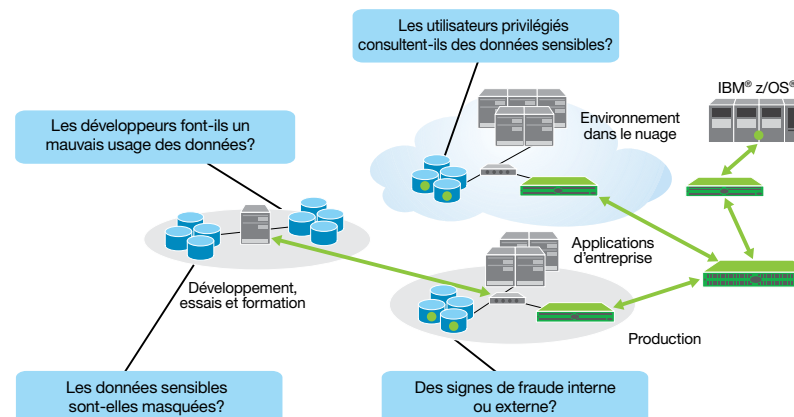 Les utilisateurs privilégiés
consultent-ils des données sensibles?
IBM® z/OS®
Les développeurs font-ils un
mauvais usage des données?
Environnement
dans le nuage
Applications
d'entreprise
Développement,
essais et formation
Production
Les données sensibles
sont-elles masquées?
Des signes de fraude interne
ou externe?